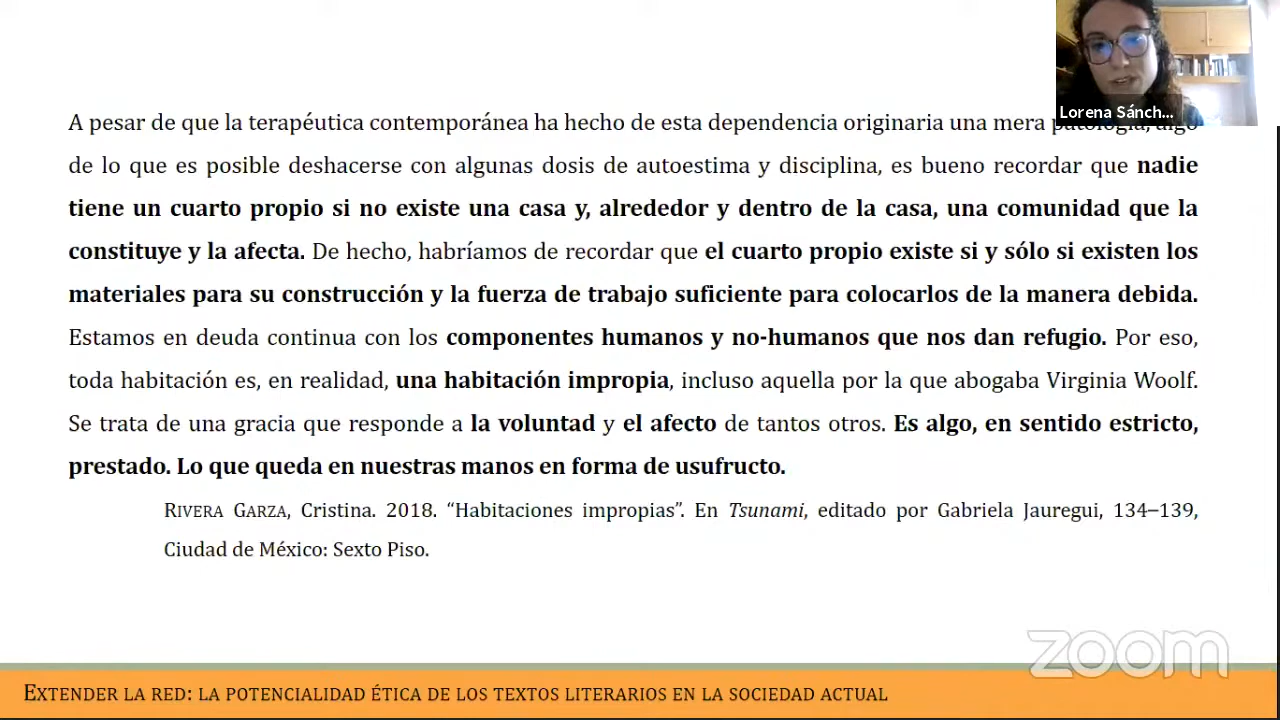 Lorena Sánch...
A pesar de que la terapéutica contemporánea ha hecho de esta dependencia originaria una mera
de lo que es posible deshacerse con algunas dosis de autoestima y disciplina, es bueno recordar que nadie
tiene un cuarto propio si no existe una casa y, alrededor y dentro de la casa, una comunidad que la
constituye y la afecta. De hecho, habríamos de recordar que el cuarto propio existe si y sólo si existen los
materiales para su construcción y la fuerza de trabajo suficiente para colocarlos de la manera debida.
Estamos en deuda continua con los componentes humanos y no-humanos que nos dan refugio. Por eso,
toda habitación es, en realidad, una habitación impropia, incluso aquella por la que abogaba Virginia Woolf.
Se trata de una gracia que responde a la voluntad y el afecto de tantos otros. Es algo, en sentido estricto,
prestado. Lo que queda en nuestras manos en forma de usufructo.
RIVERA GARZA, Cristina. 2018. “Habitaciones impropias”. En Tsunami, editado por Gabriela Jauregui, 134–139,
Ciudad de México: Sexto Piso.
zoom
EXTENDER LA RED: LA POTENCIALIDAD ÉTICA DE LOS TEXTOS LITERARIOS EN LA SOCIEDAD ACTUAL